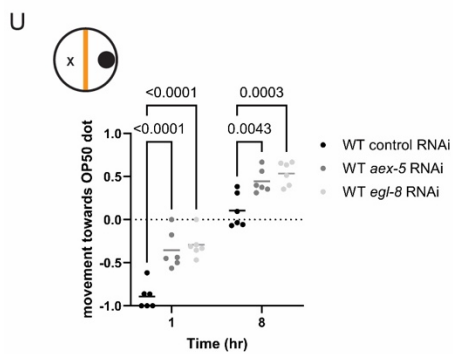 U
x
<0.0001
0.0003
<0.0001
0.0043
1.0
0.5
0.0
-0.5
-1.0
movement towards OP50 dot
1
8
Time (hr)
WT control RNAi
WT aex-5 RNAi
WT egl-8 RNAi